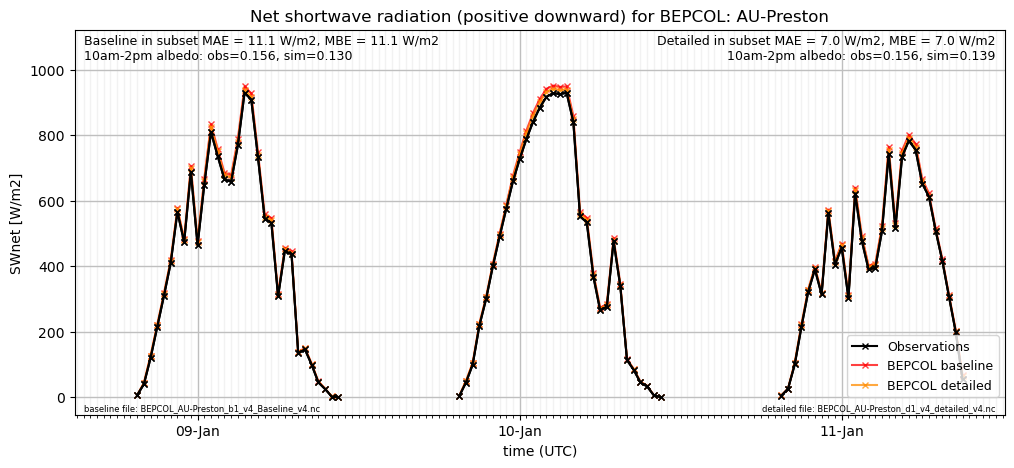 Net shortwave radiation (positive downward) for BEPCOL: AU-Preston
Baseline in subset MAE = 11.1 W/m2, MBE = 11.1 W/m2
10am-2pm albedo: obs=0.156, sim=0.130
Detailed in subset MAE = 7.0 W/m2, MBE = 7.0 W/m2
10am-2pm albedo: obs=0.156, sim=0.139
SWnet [W/m2]
1000
800
600
400
200
0
Observations
BEPCOL baseline
BEPCOL detailed
baseline file: BEPCOL_AU-Preston_b1_v4_Baseline_v4.nc
detailed file: BEPCOL_AU-Preston_d1_v4_detailed_v4.nc
09-Jan
10-Jan
11-Jan
time (UTC)